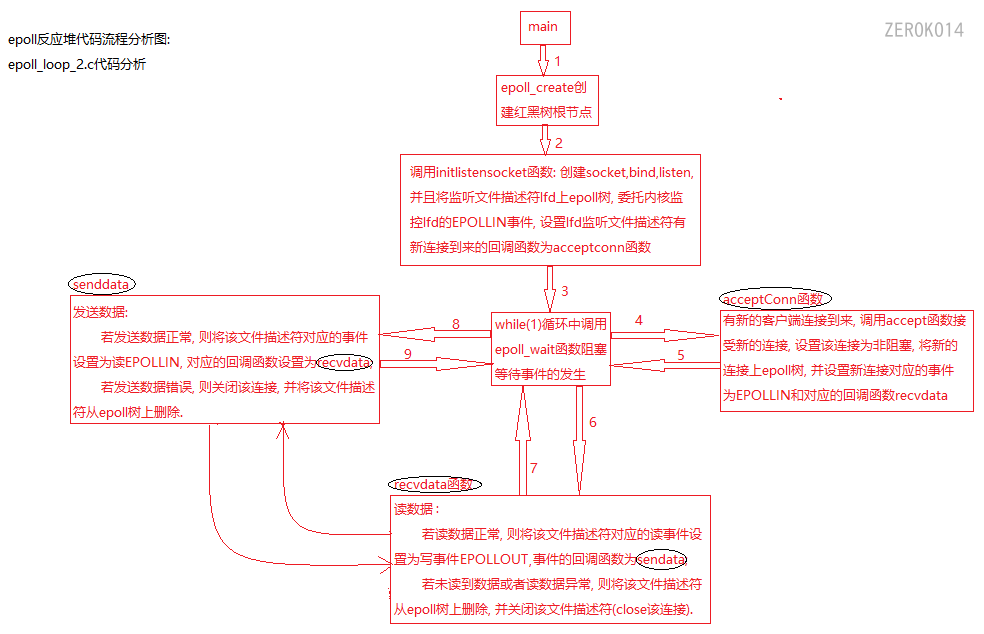 ZEROK014
epoll反应堆代码流程分析图:
epoll_loop_2.c代码分析
main
1
epoll_create创
建红黑树根节点
2
调用initlistensocket函数: 创建socket,bind,listen,
并且将监听文件描述符lfd上epoll树, 委托内核监
控lfd的EPOLLIN事件, 设置lfd监听文件描述符有
新连接到来的回调函数为acceptconn函数
3
senddata
发送数据:
若发送数据正常, 则将该文件描述符对应的事件
设置为读EPOLLIN, 对应的回调函数设置为recvdata,
若发送数据错误, 则关闭该连接, 并将该文件描述
符从epoll树上删除.
8
9
while(1)循环中调用
epoll_wait函数阻塞
等待事件的发生
4
5
acceptConn函数
有新的客户端连接到来, 调用accept函数接
受新的连接, 设置该连接为非阻塞, 将新的
连接上epoll树, 并设置新连接对应的事件
为EPOLLIN和对应的回调函数recvdata
6
7
recvdata函数
读数据 :
若读数据正常, 则将该文件描述符对应的读事件设
置为写事件EPOLLOUT,事件的回调函数为sendata,
若未读到数据或者读数据异常, 则将该文件描述符
从epoll树上删除, 并关闭该文件描述符(close该连接).